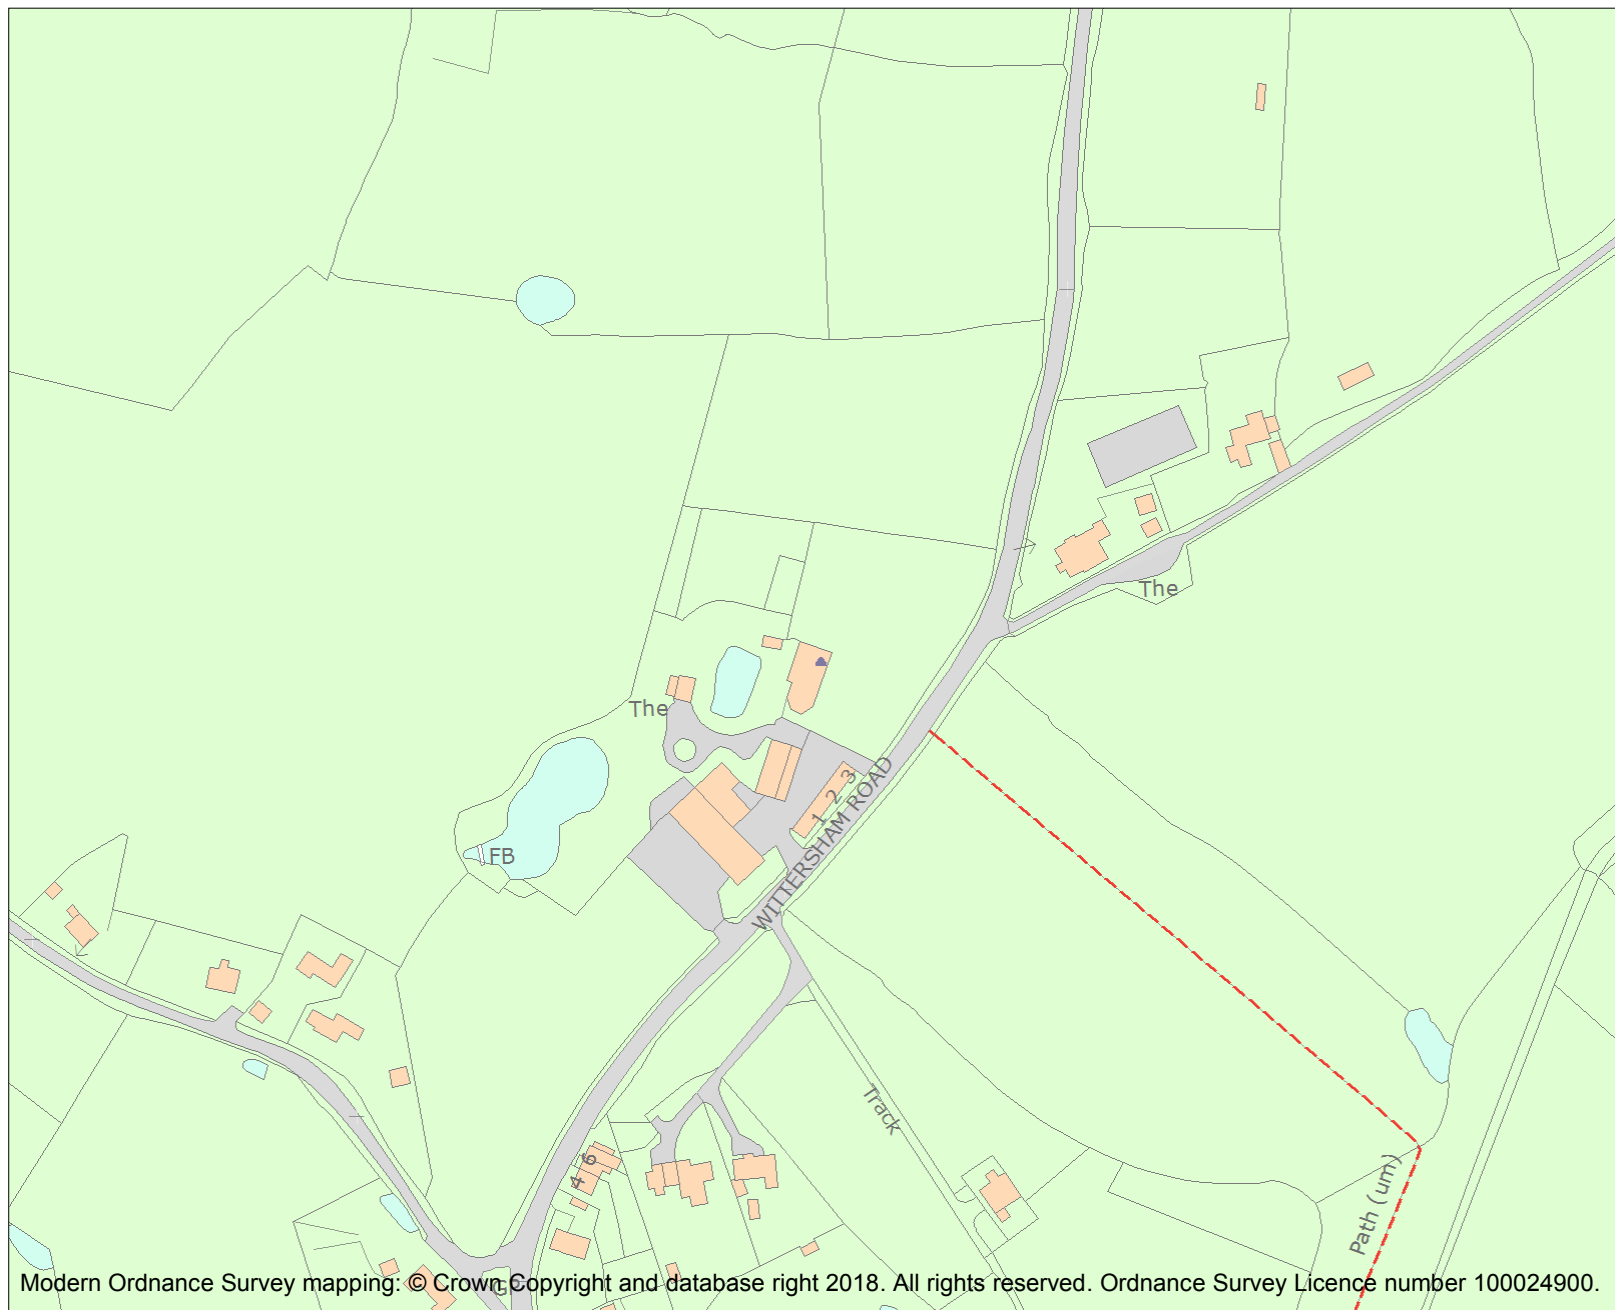 The
The
3
2
1
WITTERSHAM ROAD
FB
Track
6
4
Path (um)
GP
Modern Ordnance Survey mapping: © Crown Copyright and database right 2018. All rights reserved. Ordnance Survey Licence number 100024900.